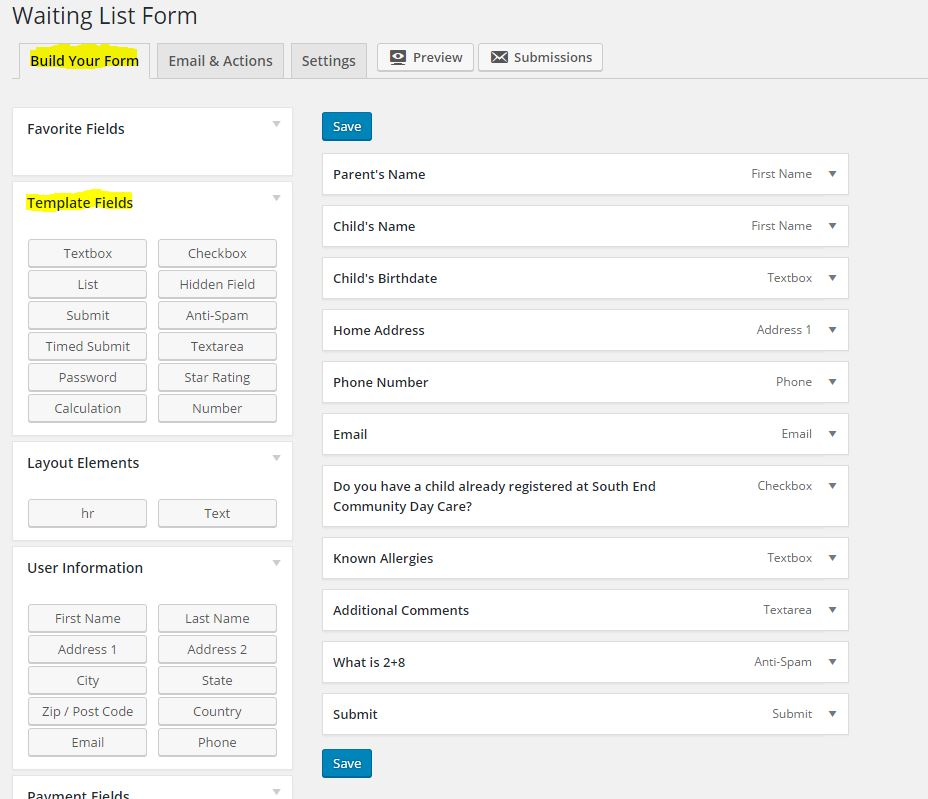 Waiting List Form
Build Your Form Email & Actions Settings Preview Submissions
Favorite Fields
Template Fields
Textbox Checkbox
List Hidden Field
Submit Anti-Spam
Timed Submit Textarea
Password Star Rating
Calculation Number
Layout Elements
hr Text
User Information
First Name Last Name
Address 1 Address 2
City State
Zip / Post Code Country
Email Phone
Payment Fields
Save
Parent's Name First Name
Child's Name First Name
Child's Birthdate Textbox
Home Address Address 1
Phone Number Phone
Email Email
Do you have a child already registered at South End Checkbox
Community Day Care?
Known Allergies Textbox
Additional Comments Textarea
What is 2+8 Anti-Spam
Submit Submit
Save